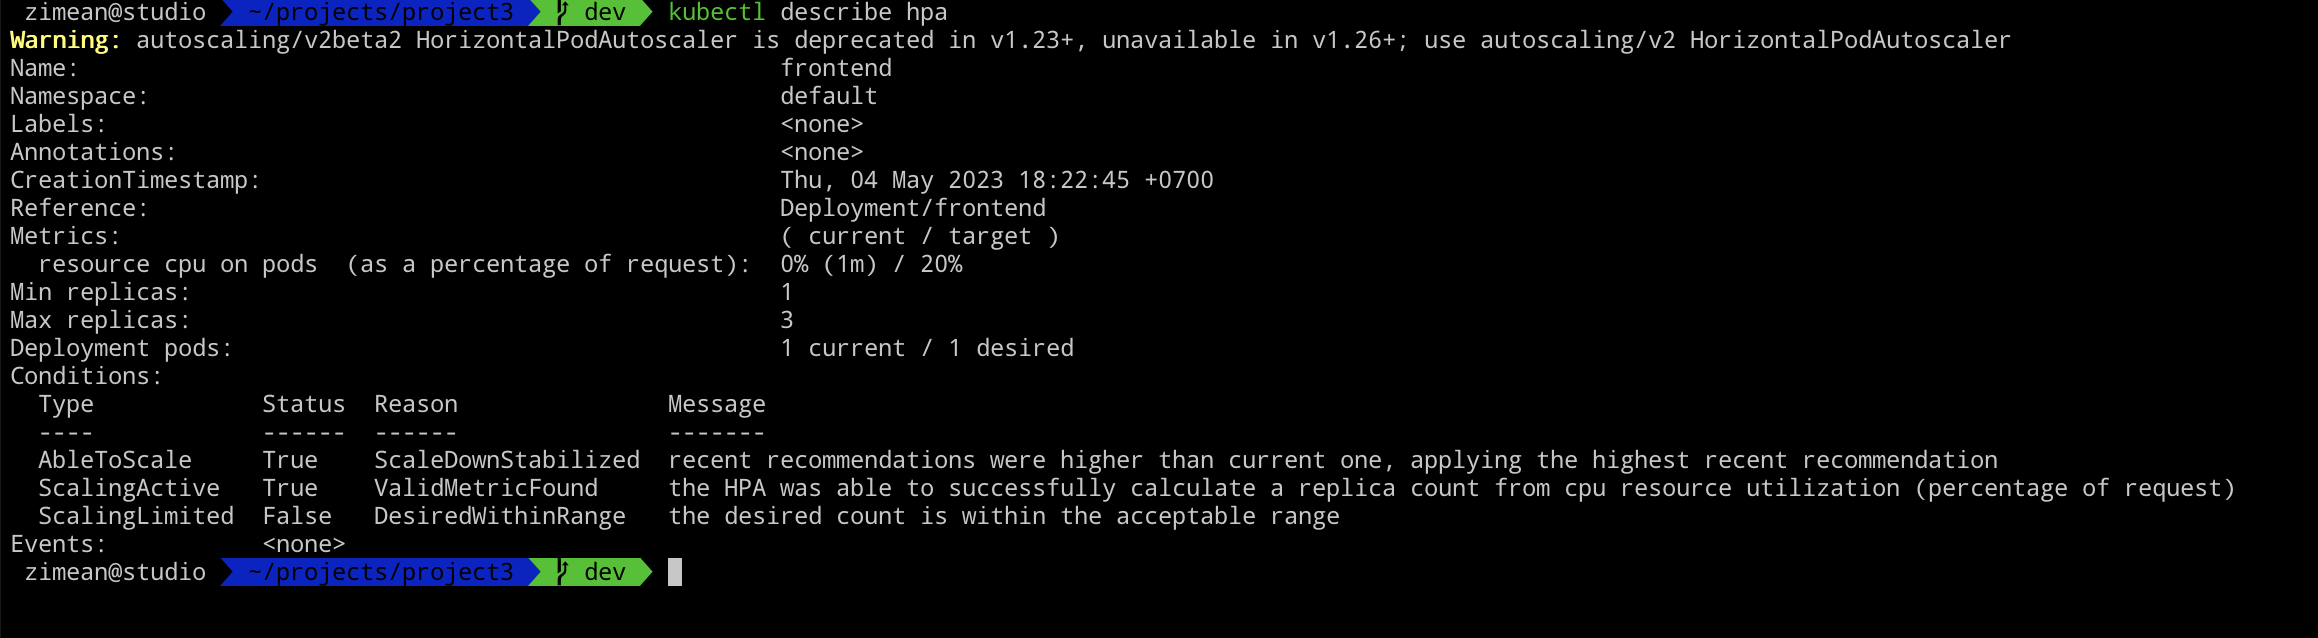 zimean@studio ~/projects/project3 dev kubectl describe hpa
Warning: autoscaling/v2beta2 HorizontalPodAutoscaler is deprecated in v1.23+, unavailable in v1.26+; use autoscaling/v2 HorizontalPodAutoscaler
Name: frontend
Namespace: default
Labels: <none>
Annotations: <none>
CreationTimestamp: Thu, 04 May 2023 18:22:45 +0700
Reference: Deployment/frontend
Metrics: ( current / target )
resource cpu on pods (as a percentage of request): 0% (1m) / 20%
Min replicas: 1
Max replicas: 3
Deployment pods: 1 current / 1 desired
Conditions:
Type Status Reason Message
---- ------ ------ -------
AbleToScale True ScaleDownStabilized recent recommendations were higher than current one, applying the highest recent recommendation
ScalingActive True ValidMetricFound the HPA was able to successfully calculate a replica count from cpu resource utilization (percentage of request)
ScalingLimited False DesiredWithinRange the desired count is within the acceptable range
Events: <none>
zimean@studio ~/projects/project3 dev